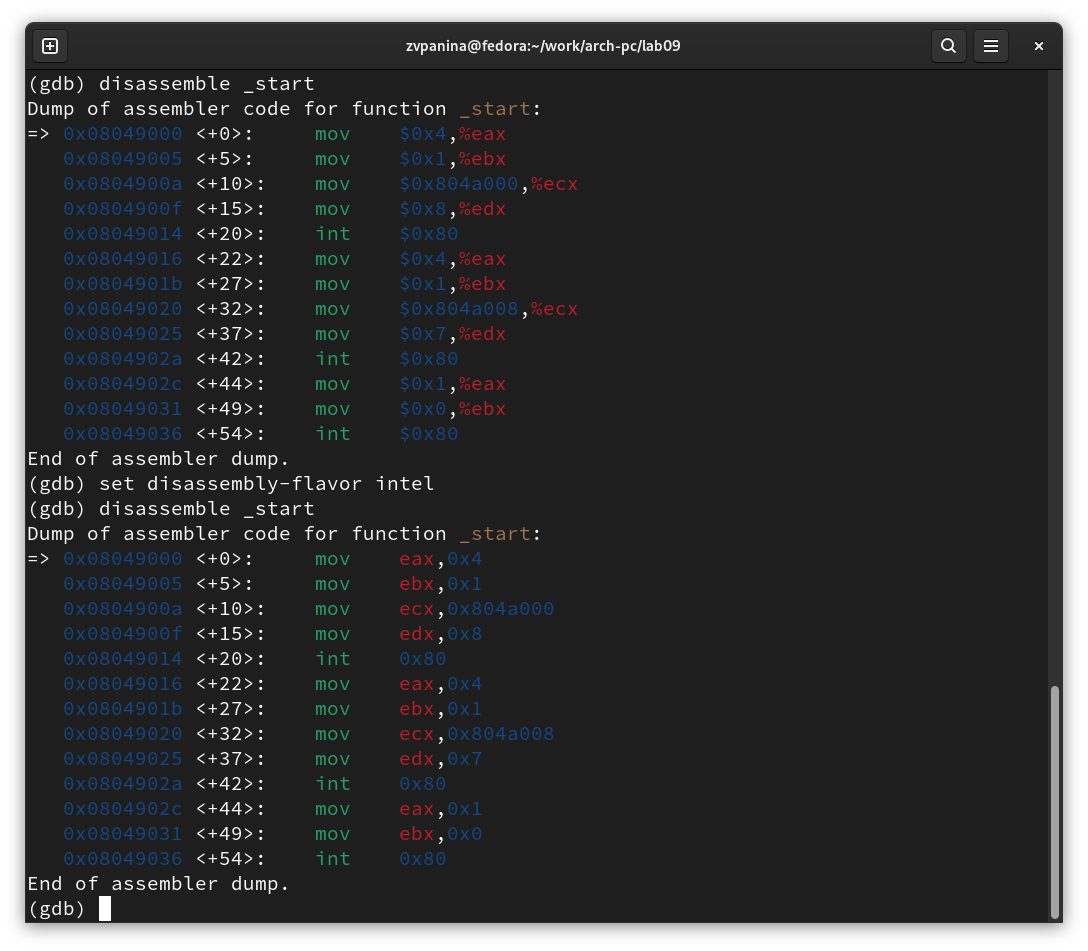 zvpanina@fedora:~/work/arch-pc/lab09
(gdb) disassemble _start
Dump of assembler code for function _start:
=> 0x08049000 <+0>:     mov    $0x4,%eax
   0x08049005 <+5>:     mov    $0x1,%ebx
   0x0804900a <+10>:    mov    $0x804a000,%ecx
   0x0804900f <+15>:    mov    $0x8,%edx
   0x08049014 <+20>:    int    $0x80
   0x08049016 <+22>:    mov    $0x4,%eax
   0x0804901b <+27>:    mov    $0x1,%ebx
   0x08049020 <+32>:    mov    $0x804a008,%ecx
   0x08049025 <+37>:    mov    $0x7,%edx
   0x0804902a <+42>:    int    $0x80
   0x0804902c <+44>:    mov    $0x1,%eax
   0x08049031 <+49>:    mov    $0x0,%ebx
   0x08049036 <+54>:    int    $0x80
End of assembler dump.
(gdb) set disassembly-flavor intel
(gdb) disassemble _start
Dump of assembler code for function _start:
=> 0x08049000 <+0>:     mov    eax,0x4
   0x08049005 <+5>:     mov    ebx,0x1
   0x0804900a <+10>:    mov    ecx,0x804a000
   0x0804900f <+15>:    mov    edx,0x8
   0x08049014 <+20>:    int    0x80
   0x08049016 <+22>:    mov    eax,0x4
   0x0804901b <+27>:    mov    ebx,0x1
   0x08049020 <+32>:    mov    ecx,0x804a008
   0x08049025 <+37>:    mov    edx,0x7
   0x0804902a <+42>:    int    0x80
   0x0804902c <+44>:    mov    eax,0x1
   0x08049031 <+49>:    mov    ebx,0x0
   0x08049036 <+54>:    int    0x80
End of assembler dump.
(gdb)